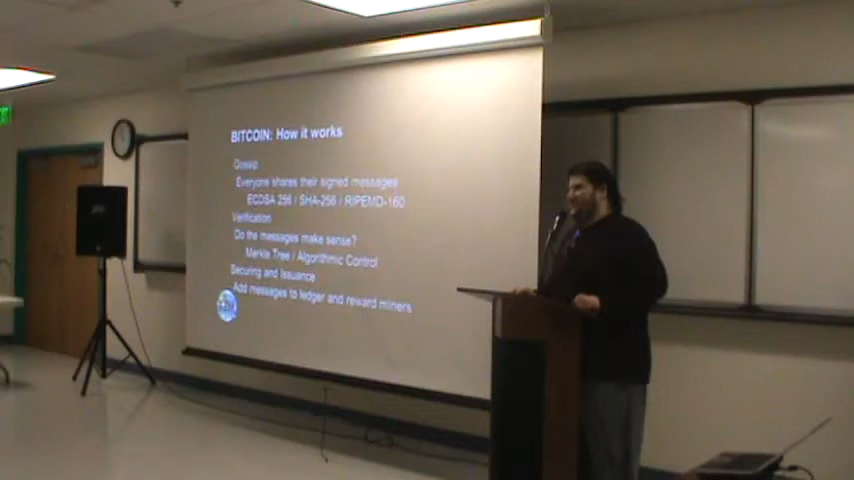 BITCOIN: How it works
Gossip
Everyone shares their signed messages
ECDSA 256 / SHA-256 / RIPEMD-160
Verification
Do the messages make sense?
Merkle Tree / Algorithmic Control
Securing and Issuance
Add messages to ledger and reward miners